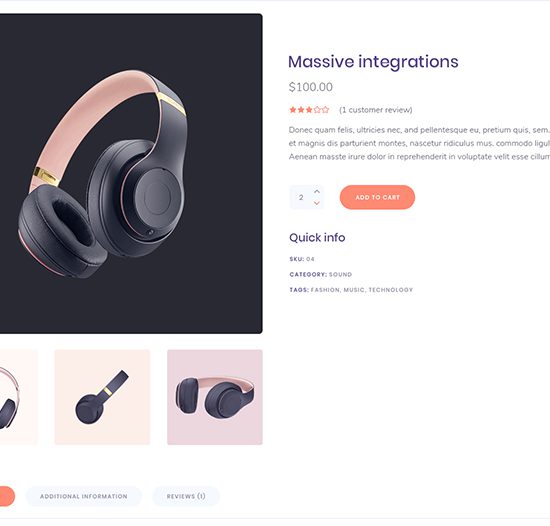 Massive integrations
$100.00
(1 customer review)
Donec quam felis, ultricies nec, and pellentesque eu, pretium quis, sem.
et magnis dis parturient montes, nascetur ridiculus mus. commodo ligul
Aenean masste irure dolor in reprehenderit in voluptate velit esse cillum
2
ADD TO CART
Quick info
SKU: 04
CATEGORY: SOUND
TAGS: FASHION, MUSIC, TECHNOLOGY
ADDITIONAL INFORMATION
REVIEWS (1)